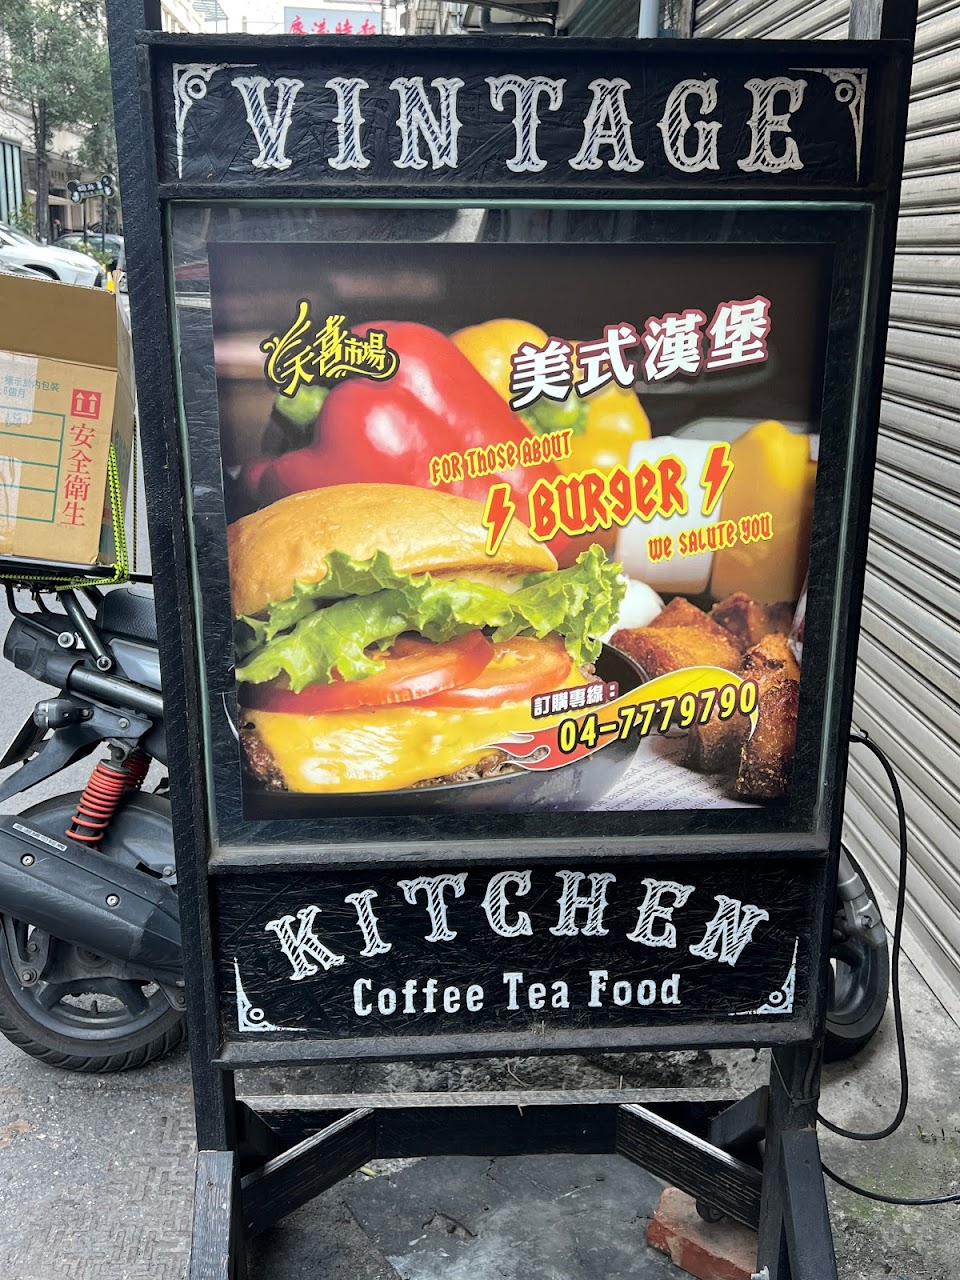 VINTAGE
天喜市場
美式漢堡
FOR THOSE ABOUT
BURGER
WE SALUTE YOU
訂購專線：
04-7779790
KITCHEN
Coffee Tea Food
安全衛生